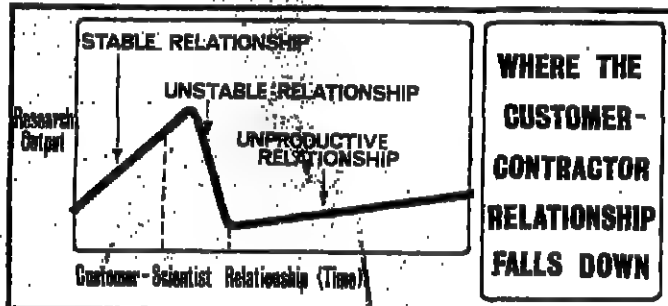 STABLE RELATIONSHIP
UNSTABLE RELATIONSHIP
UNPRODUCTIVE
RELATIONSHIP
Research
Output
Customer-Scientist Relationship (Time)
WHERE THE
CUSTOMER-
CONTRACTOR
RELATIONSHIP
FALLS DOWN